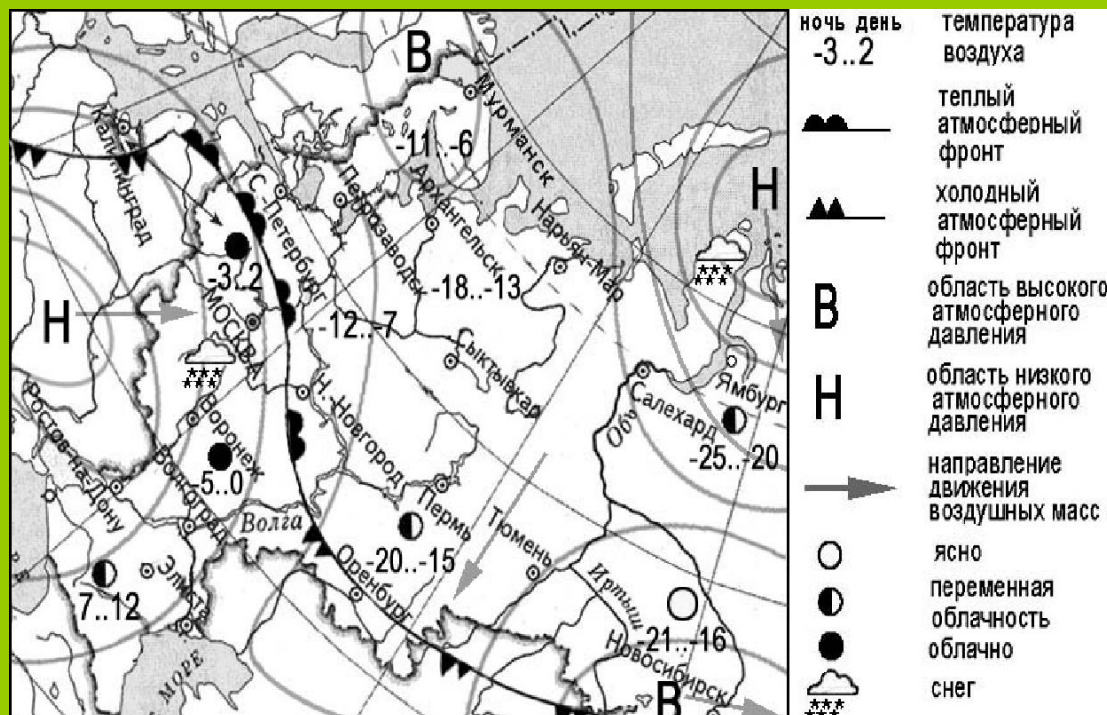 В
Мурманск
Калининград
-11..-6
Н
С.-Петербург
Петрозаводск
Архангельск
Нарьян-Мар
-3..2
-18..-13
Н
МОСКВА
-12..-7
Сыктывкар
Ямбург
Салехард
Н. Новгород
Обь
Ростов-на-Дону
Воронеж
-25..-20
-5..0
Волгоград
Пермь
Волга
Тюмень
-20..-15
Оренбург
Элиста
Иртыш
7..12
-21..-16
Новосибирск
МОРЕ
В
ночь день
-3..2
температура
воздуха
теплый
атмосферный
фронт
холодный
атмосферный
фронт
В
область высокого
атмосферного
давления
Н
область низкого
атмосферного
давления
направление
движения
воздушных масс
ясно
переменная
облачность
облачно
снег